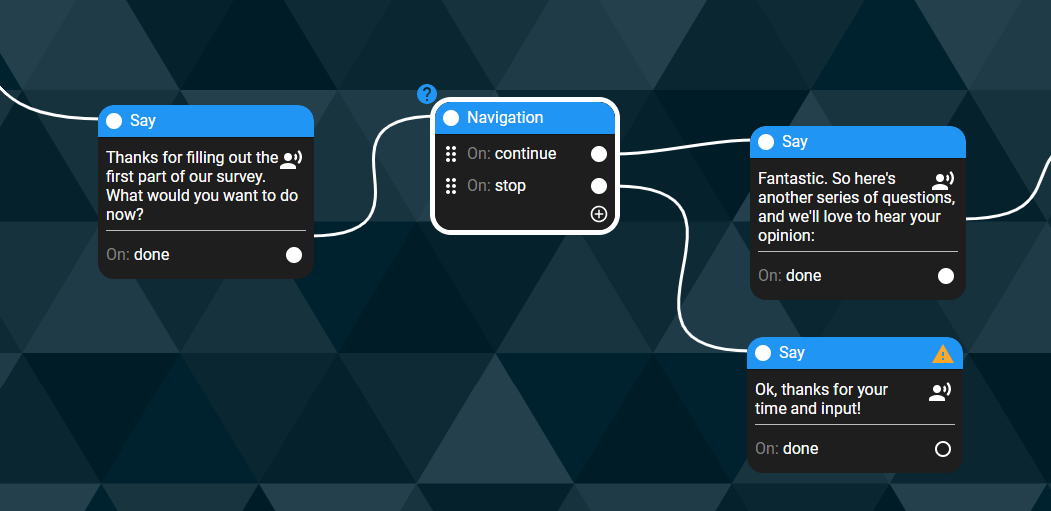 Say
Thanks for filling out the
first part of our survey.
What would you want to do
now?
On: done
?
Navigation
On: continue
On: stop
Say
Fantastic. So here's
another series of questions,
and we'll love to hear your
opinion:
On: done
Say
Ok, thanks for your
time and input!
On: done